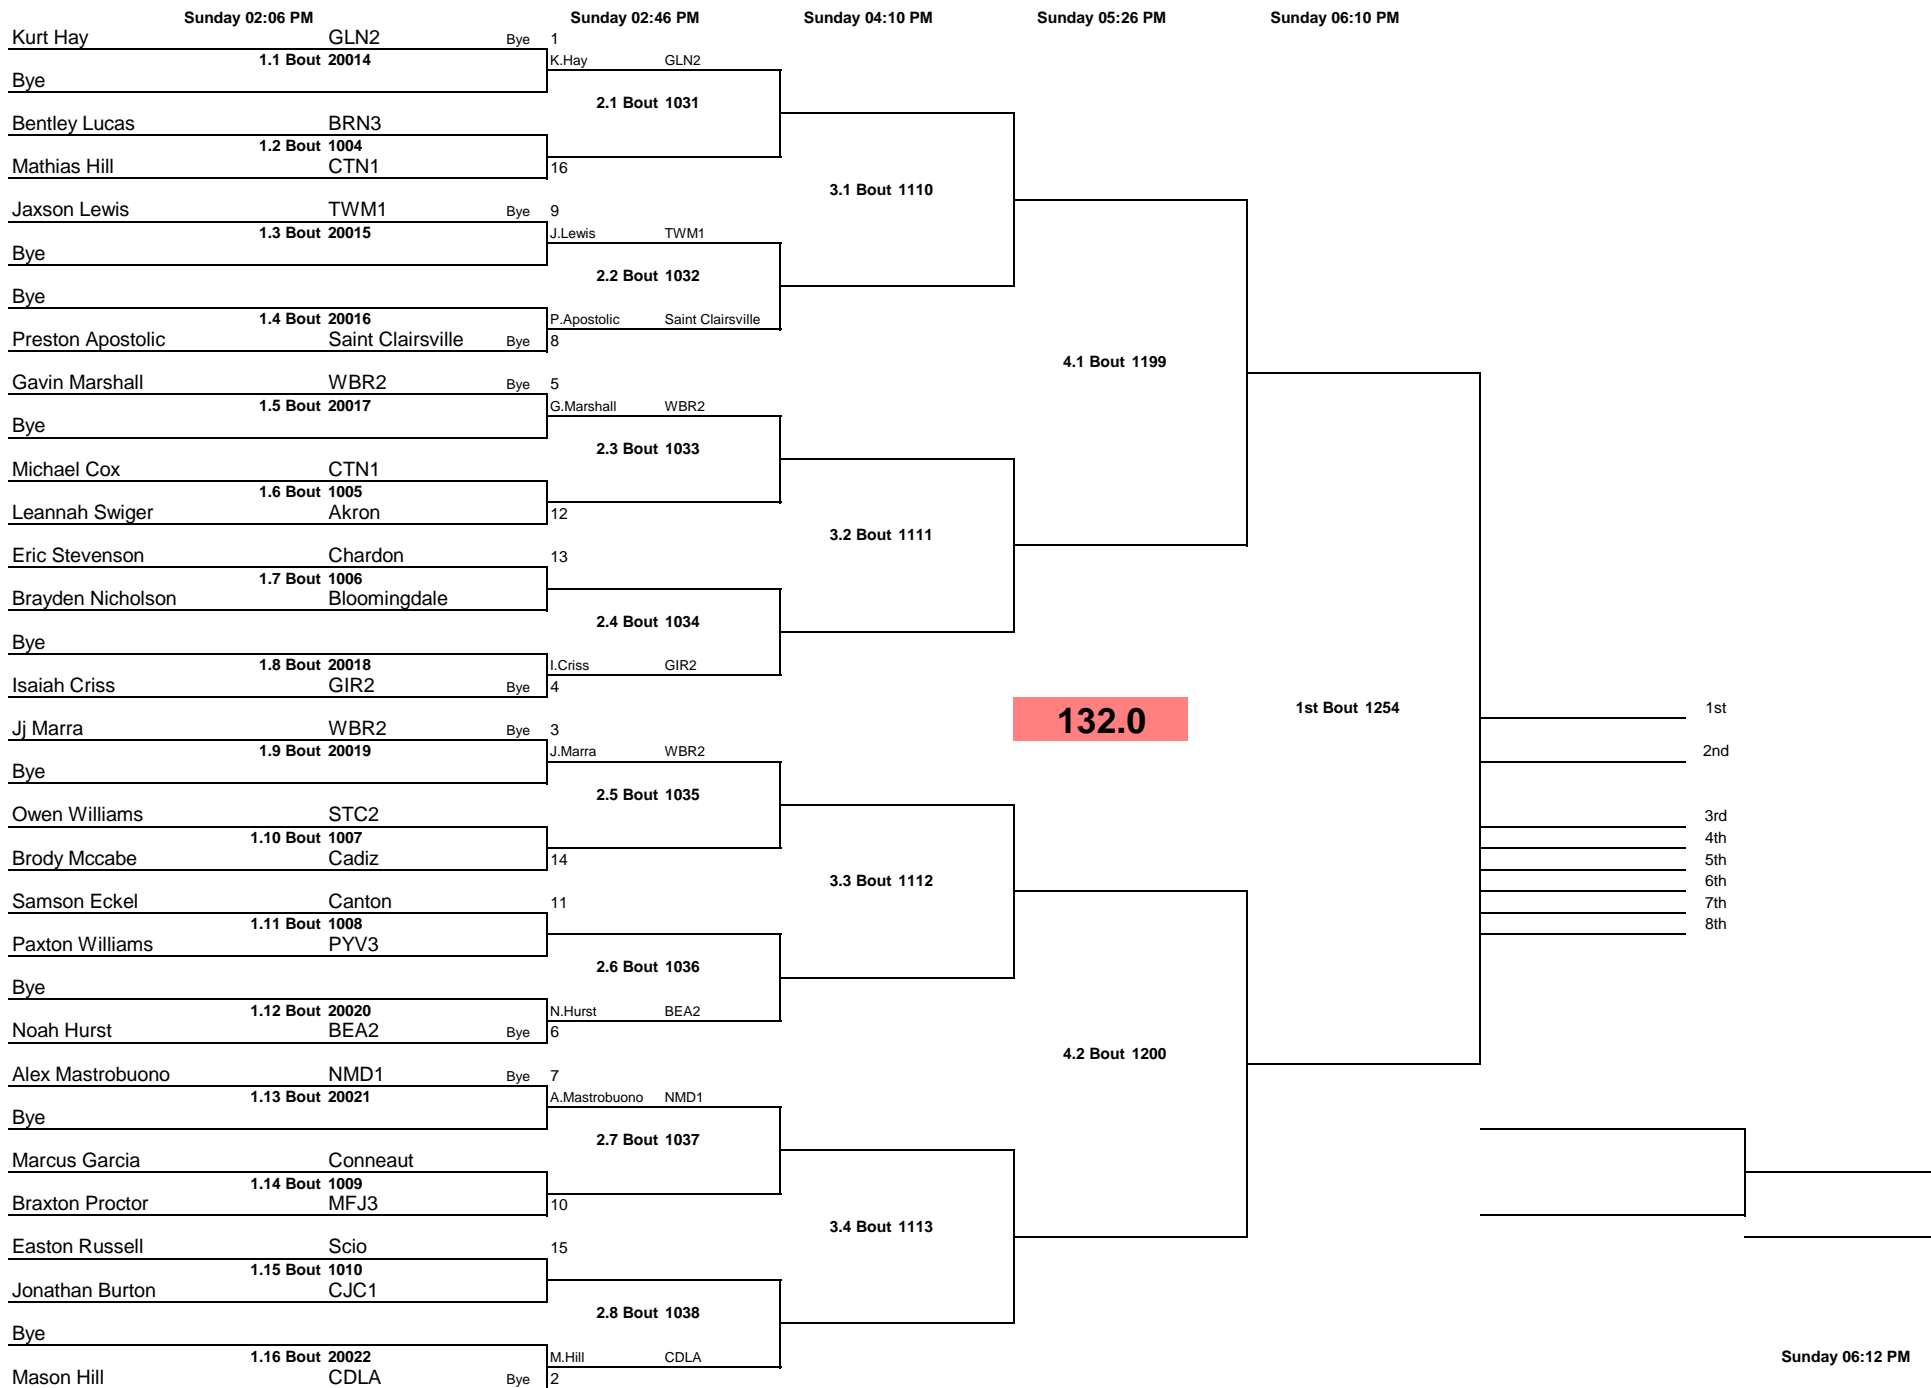 Sunday 02:06 PM Sunday 02:46 PM Sunday 04:10 PM Sunday 05:26 PM Sunday 06:10 PM
Kurt Hay GLN2 Bye 1
1.1 Bout 20014 K.Hay GLN2
Bye
2.1 Bout 1031
Bentley Lucas BRN3
1.2 Bout 1004
Mathias Hill CTN1 16
3.1 Bout 1110
Jaxson Lewis TWM1 Bye 9
1.3 Bout 20015 J.Lewis TWM1
Bye
2.2 Bout 1032
Bye
1.4 Bout 20016 P.Apostolic Saint Clairsville
Preston Apostolic Saint Clairsville Bye 8
4.1 Bout 1199
Gavin Marshall WBR2 Bye 5
1.5 Bout 20017 G.Marshall WBR2
Bye
2.3 Bout 1033
Michael Cox CTN1
1.6 Bout 1005
Leannah Swiger Akron 12
3.2 Bout 1111
Eric Stevenson Chardon 13
1.7 Bout 1006
Brayden Nicholson Bloomingdale
2.4 Bout 1034
Bye
1.8 Bout 20018 I.Criss GIR2
Isaiah Criss GIR2 Bye 4
132.0 1st Bout 1254 1st
Jj Marra WBR2 Bye 3
1.9 Bout 20019 J.Marra WBR2 2nd
Bye
2.5 Bout 1035
Owen Williams STC2 3rd
1.10 Bout 1007 4th
Brody Mccabe Cadiz 14 5th
3.3 Bout 1112 6th
Samson Eckel Canton 11 7th
1.11 Bout 1008 8th
Paxton Williams PYV3
2.6 Bout 1036
Bye
1.12 Bout 20020 N.Hurst BEA2
Noah Hurst BEA2 Bye 6
4.2 Bout 1200
Alex Mastrobuono NMD1 Bye 7
1.13 Bout 20021 A.Mastrobuono NMD1
Bye
2.7 Bout 1037
Marcus Garcia Conneaut
1.14 Bout 1009
Braxton Proctor MFJ3 10
3.4 Bout 1113
Easton Russell Scio 15
1.15 Bout 1010
Jonathan Burton CJC1
2.8 Bout 1038
Bye
1.16 Bout 20022 M.Hill CDLA Sunday 06:12 PM
Mason Hill CDLA Bye 2